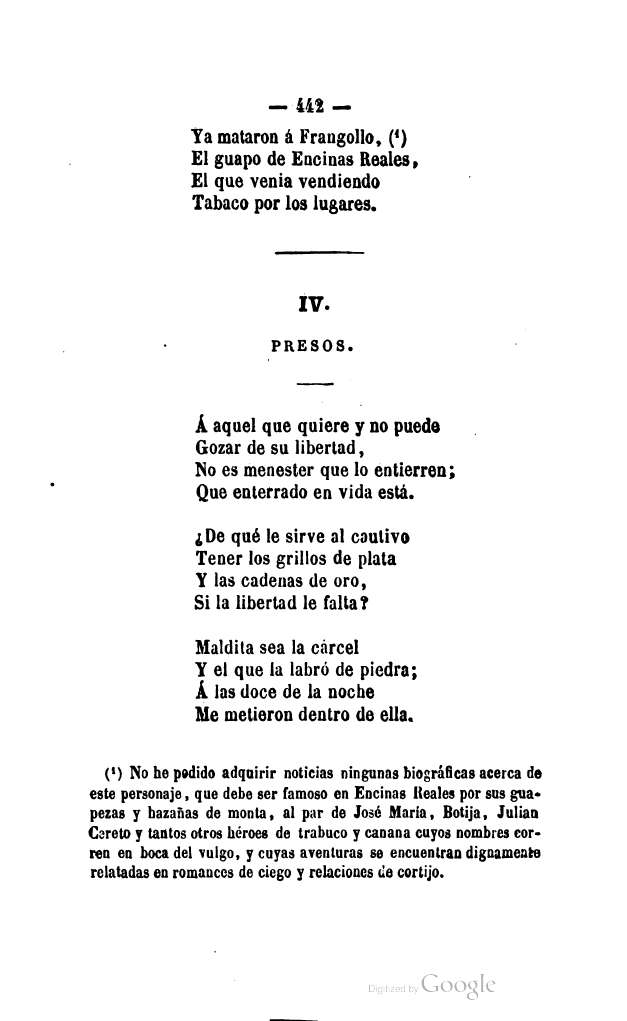 — 442 —
Ya mataron á Frangollo, (¹)
El guapo de Encinas Reales,
El que venia vendiendo
Tabaco por los lugares.
IV.
PRESOS.
Á aquel que quiere y no puede
Gozar de su libertad,
No es menester que lo entierren;
Que enterrado en vida está.
¿De qué le sirve al cautivo
Tener los grillos de plata
Y las cadenas de oro,
Si la libertad le falta?
Maldita sea la cárcel
Y el que la labró de piedra;
Á las doce de la noche
Me metieron dentro de ella.
(¹) No he podido adquirir noticias ningunas biográficas acerca de
este personaje, que debe ser famoso en Encinas Reales por sus gua-
pezas y hazañas de monta, al par de José María, Botija, Julian
Cereto y tantos otros héroes de trabuco y canana cuyos nombres cor-
ren en boca del vulgo, y cuyas aventuras se encuentran dignamente
relatadas en romances de ciego y relaciones de cortijo.
Digitized by Google